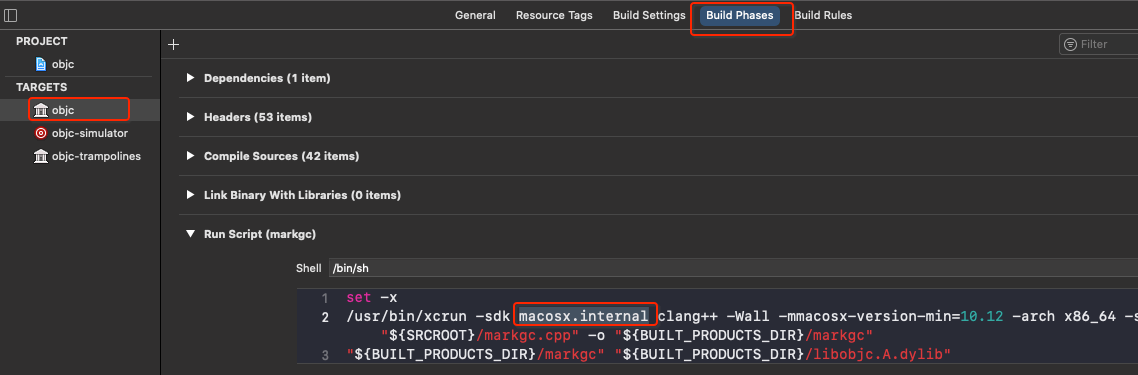 General Resource Tags Build Settings Build Phases Build Rules
PROJECT
objc
TARGETS
objc
objc-simulator
objc-trampolines
+
Filter
Dependencies (1 item)
Headers (53 items)
Compile Sources (42 items)
Link Binary With Libraries (0 items)
Run Script (markgc)
Shell /bin/sh
1 set -x
2 /usr/bin/xcrun -sdk macosx.internal clang++ -Wall -mmacosx-version-min=10.12 -arch x86_64 -s
"${SRCROOT}/markgc.cpp" -o "${BUILT_PRODUCTS_DIR}/markgc"
3 "${BUILT_PRODUCTS_DIR}/markgc" "${BUILT_PRODUCTS_DIR}/libobjc.A.dylib"